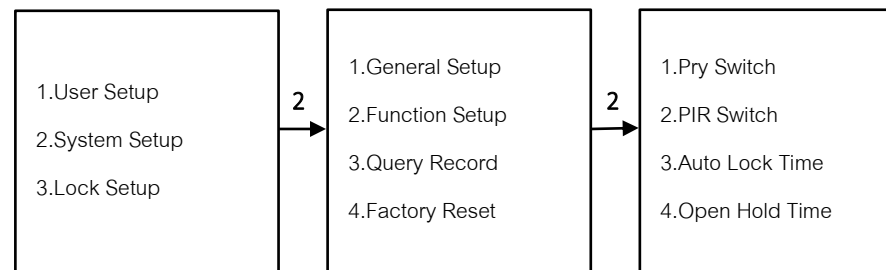 1.User Setup
2.System Setup
3.Lock Setup
2
1.General Setup
2.Function Setup
3.Query Record
4.Factory Reset
2
1.Pry Switch
2.PIR Switch
3.Auto Lock Time
4.Open Hold Time